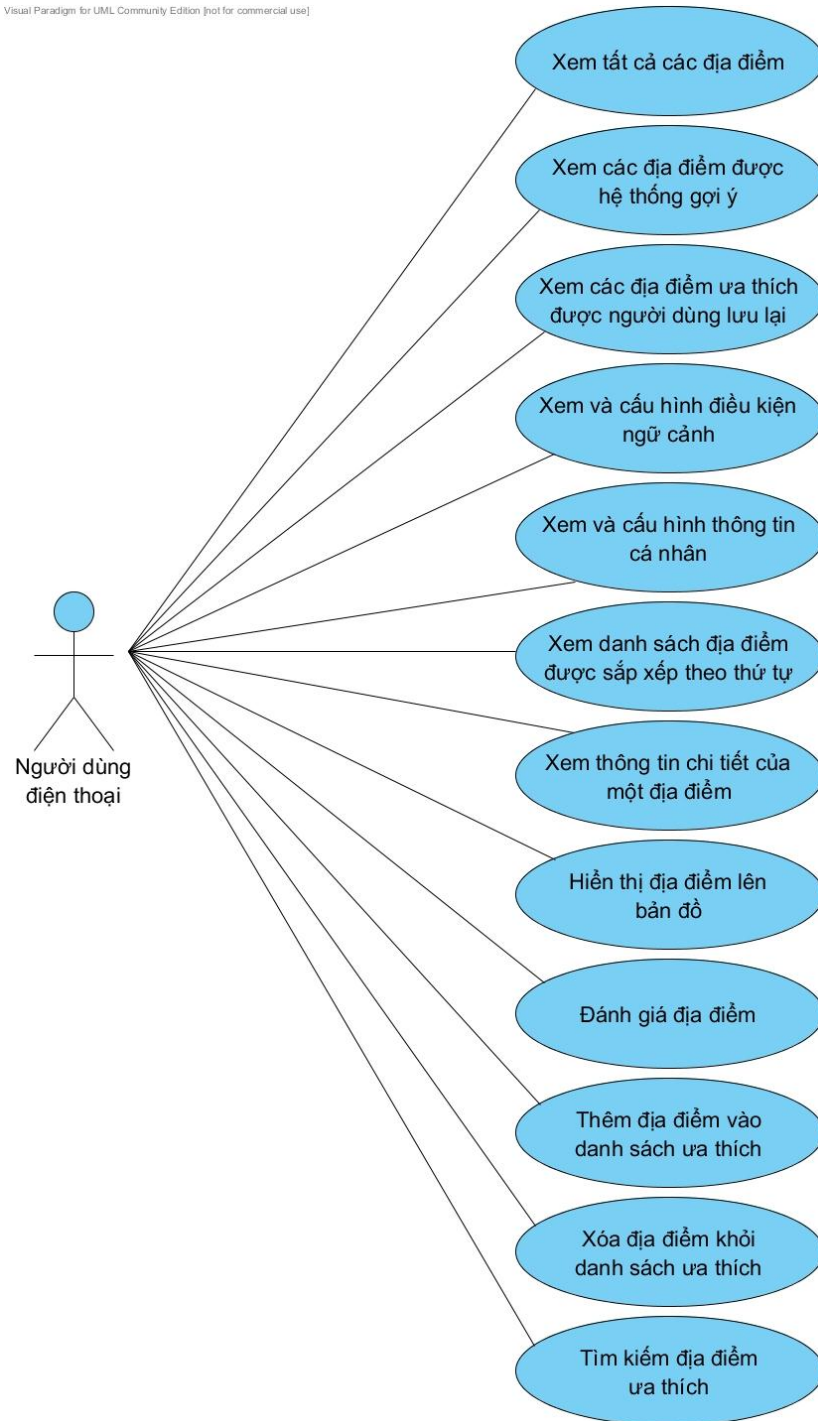 Visual Paradigm for UML Community Edition [not for commercial use]
Xem tất cả các địa điểm
Xem các địa điểm được
hệ thống gợi ý
Xem các địa điểm ưa thích
được người dùng lưu lại
Xem và cấu hình điều kiện
ngữ cảnh
Xem và cấu hình thông tin
cá nhân
Xem danh sách địa điểm
được sắp xếp theo thứ tự
Người dùng
điện thoại
Xem thông tin chi tiết của
một địa điểm
Hiển thị địa điểm lên
bản đồ
Đánh giá địa điểm
Thêm địa điểm vào
danh sách ưa thích
Xóa địa điểm khỏi
danh sách ưa thích
Tìm kiếm địa điểm
ưa thích